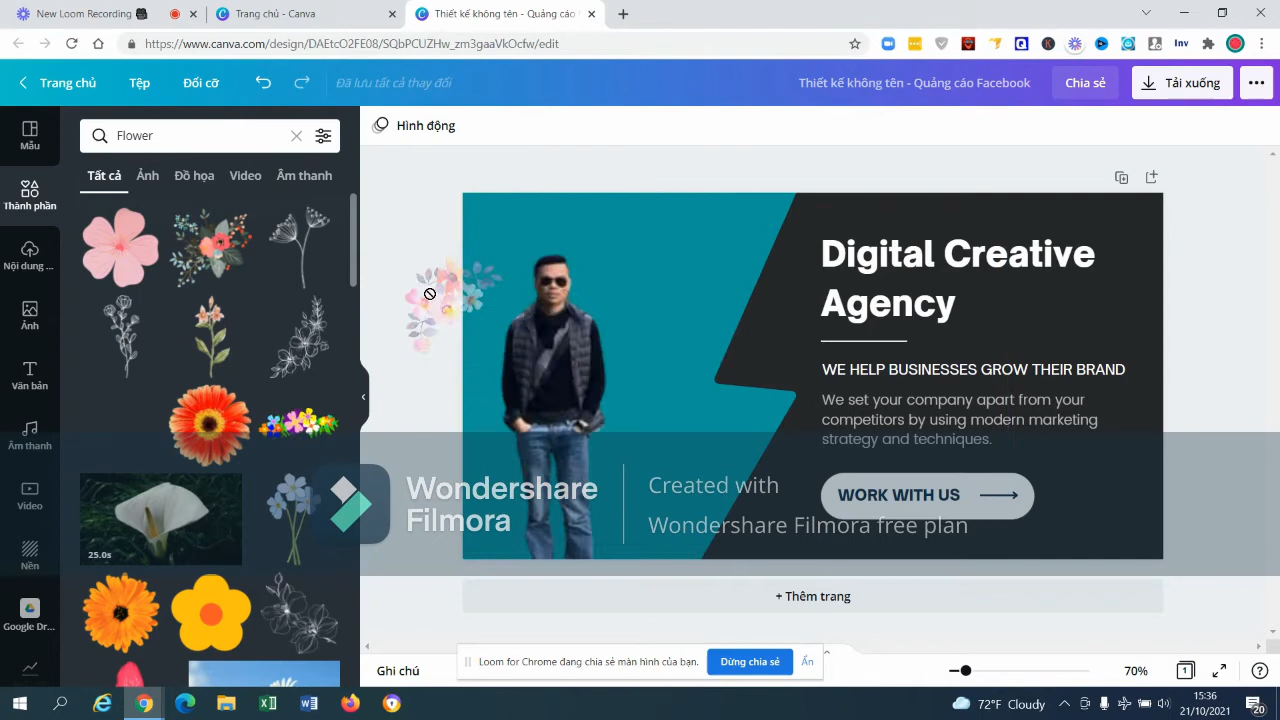 New Loom Recording
Trang chủ - Canva
Thiết kế không tên - Quảng cáo
https://www.canva.com/design/DAEtcO2FE08/SQbPCUZHw_zm3gaaVkOcfw/edit
Trang chủ
Tệp
Đổi cỡ
Đã lưu tất cả thay đổi
Thiết kế không tên - Quảng cáo Facebook
Chia sẻ
Tải xuống
Flower
Hình động
Mẫu
Thành phần
Nội dung ...
Ảnh
Văn bản
Âm thanh
Video
Nền
Google Dr...
Tất cả
Ảnh
Đồ họa
Video
Âm thanh
25.0s
Digital Creative
Agency
WE HELP BUSINESSES GROW THEIR BRAND
We set your company apart from your
competitors by using modern marketing
strategy and techniques.
WORK WITH US
Wondershare
Filmora
Created with
Wondershare Filmora free plan
+ Thêm trang
Loom for Chrome đang chia sẻ màn hình của bạn.
Dừng chia sẻ
Ẩn
Ghi chú
70%
1
72°F Cloudy
15:36
21/10/2021
20